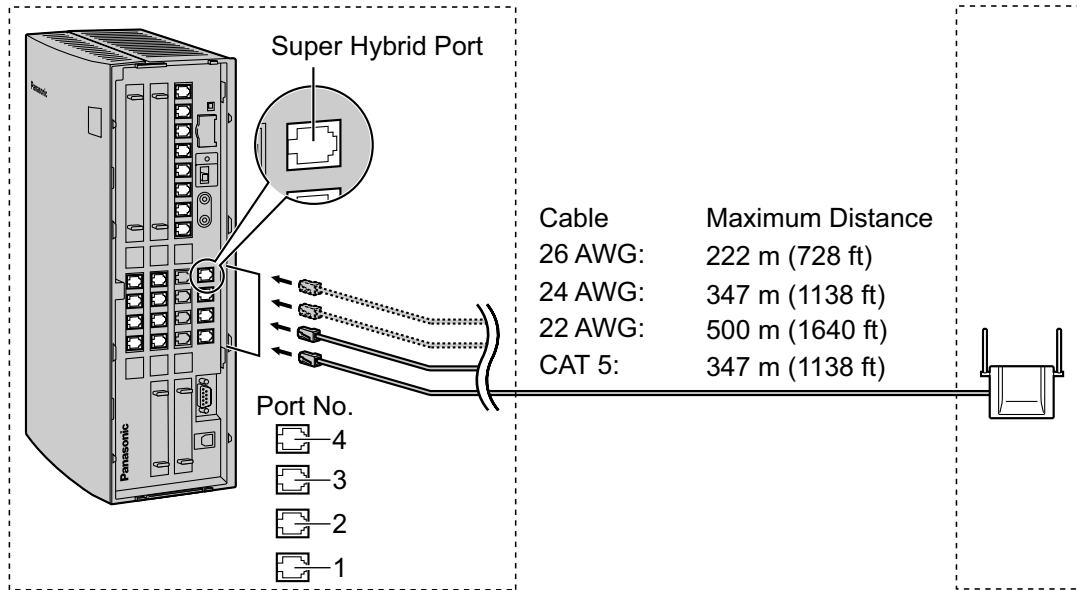 Super Hybrid Port
Panasonic
Cable Maximum Distance
26 AWG: 222 m (728 ft)
24 AWG: 347 m (1138 ft)
22 AWG: 500 m (1640 ft)
CAT 5: 347 m (1138 ft)
Port No.
4
3
2
1
Panasonic